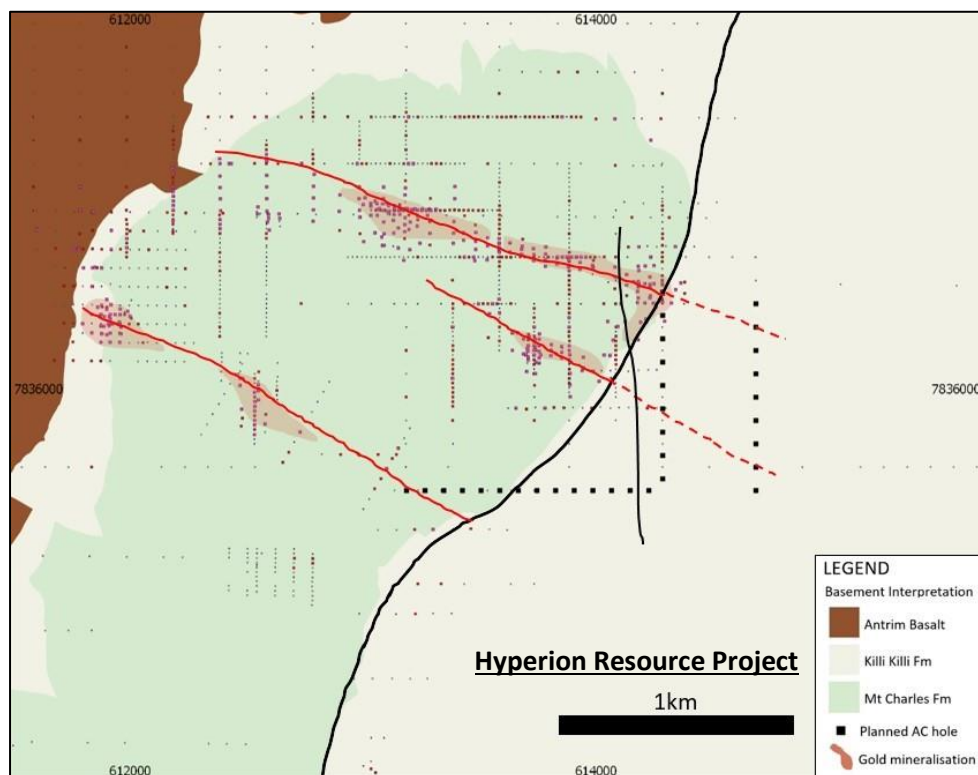 612000
614000
7836000
7836000
Hyperion Resource Project
1km
LEGEND
Basement Interpretation
Antrim Basalt
Killi Killi Fm
Mt Charles Fm
Planned AC hole
Gold mineralisation
612000
614000